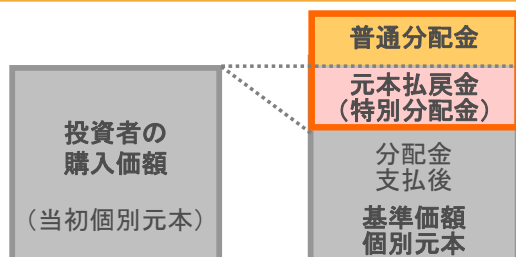 普通分配金
元本払戻金
（特別分配金）
投資者の
購入価額
（当初個別元本）
分配金
支払後
基準価額
個別元本